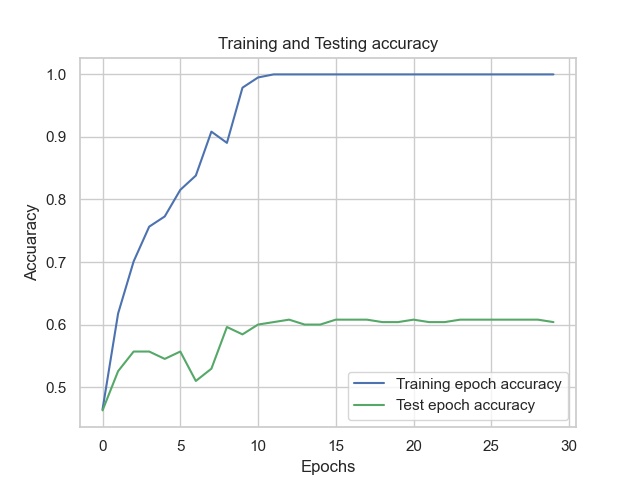 Training and Testing accuracy
1.0
0.9
0.8
0.7
0.6
0.5
Accuaracy
Training epoch accuracy
Test epoch accuracy
0 5 10 15 20 25 30
Epochs